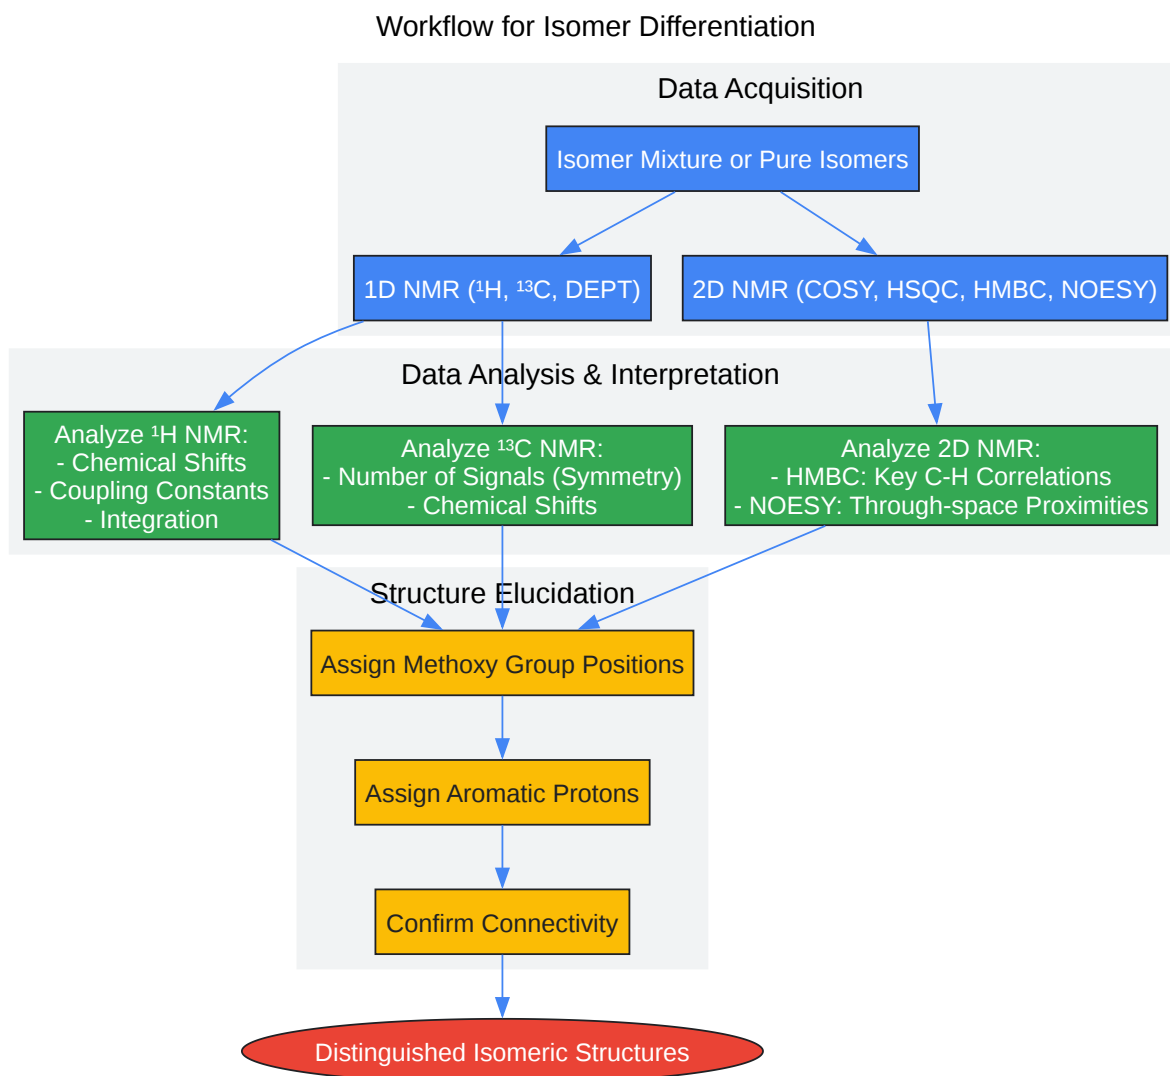 Workflow for Isomer Differentiation
Data Acquisition
Isomer Mixture or Pure Isomers
1D NMR (¹H, ¹³C, DEPT)
2D NMR (COSY, HSQC, HMBC, NOESY)
Data Analysis & Interpretation
Analyze ¹H NMR:
- Chemical Shifts
- Coupling Constants
- Integration
Analyze ¹³C NMR:
- Number of Signals (Symmetry)
- Chemical Shifts
Analyze 2D NMR:
- HMBC: Key C-H Correlations
- NOESY: Through-space Proximities
Structure Elucidation
Assign Methoxy Group Positions
Assign Aromatic Protons
Confirm Connectivity
Distinguished Isomeric Structures